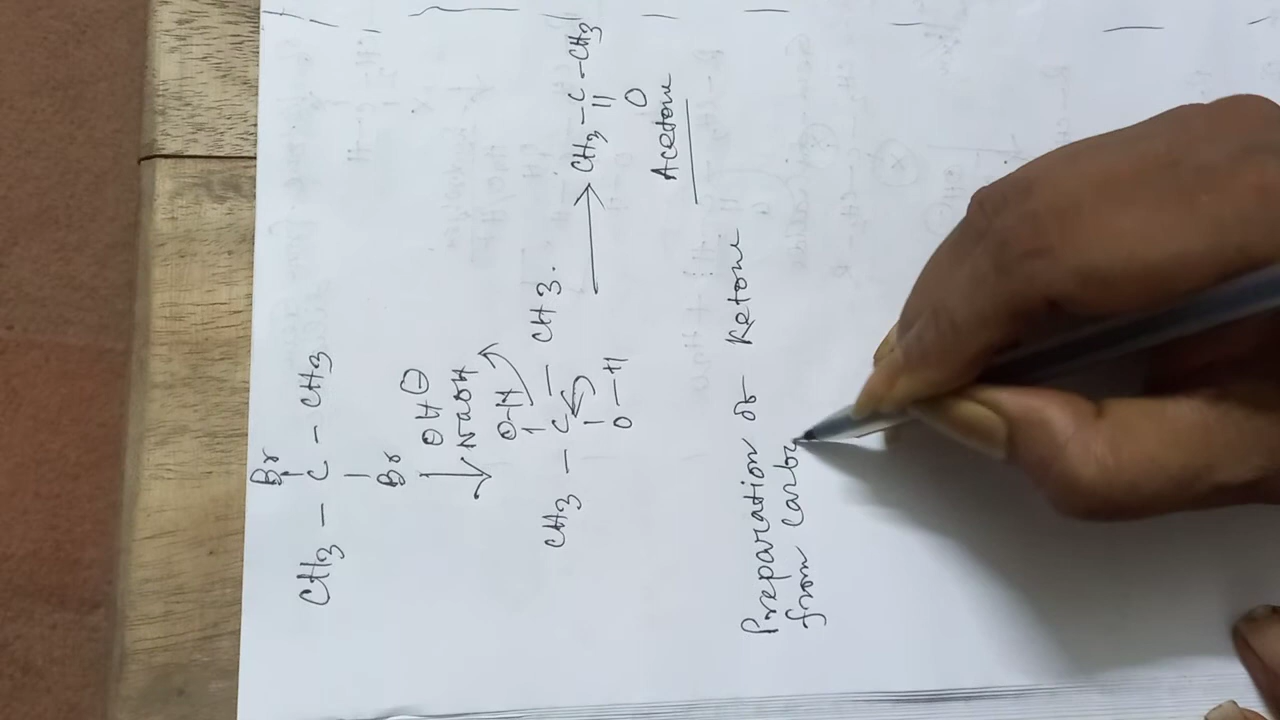 Br
CH3 – C – CH3
Br
↓ OH⊖
NaOH
O-H
CH3 – C – CH3. ⟶ CH3 – C – CH3
O–H
O
Acetone
Preparation of Ketone
from carbo